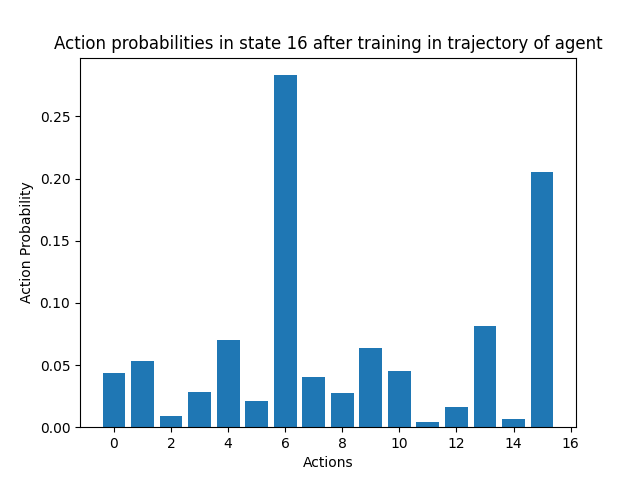 Action probabilities in state 16 after training in trajectory of agent
0.25
0.20
0.15
0.10
0.05
0.00
Action Probability
0 2 4 6 8 10 12 14 16
Actions